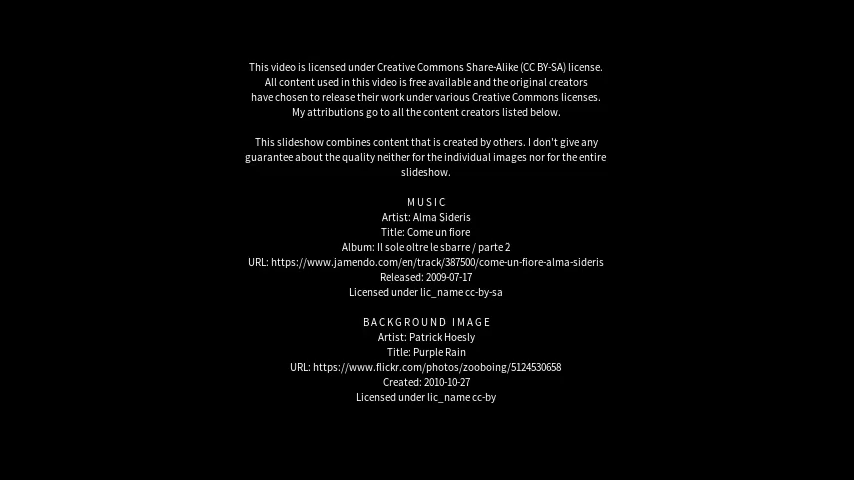 This video is licensed under Creative Commons Share-Alike (CC BY-SA) license.
All content used in this video is free available and the original creators
have chosen to release their work under various Creative Commons licenses.
My attributions go to all the content creators listed below.
This slideshow combines content that is created by others. I don't give any
guarantee about the quality neither for the individual images nor for the entire
slideshow.
MUSIC
Artist: Alma Sideris
Title: Come un fiore
Album: Il sole oltre le sbarre / parte 2
URL: https://www.jamendo.com/en/track/387500/come-un-fiore-alma-sideris
Released: 2009-07-17
Licensed under lic_name cc-by-sa
BACKGROUND IMAGE
Artist: Patrick Hoesly
Title: Purple Rain
URL: https://www.flickr.com/photos/zooboing/5124530658
Created: 2010-10-27
Licensed under lic_name cc-by